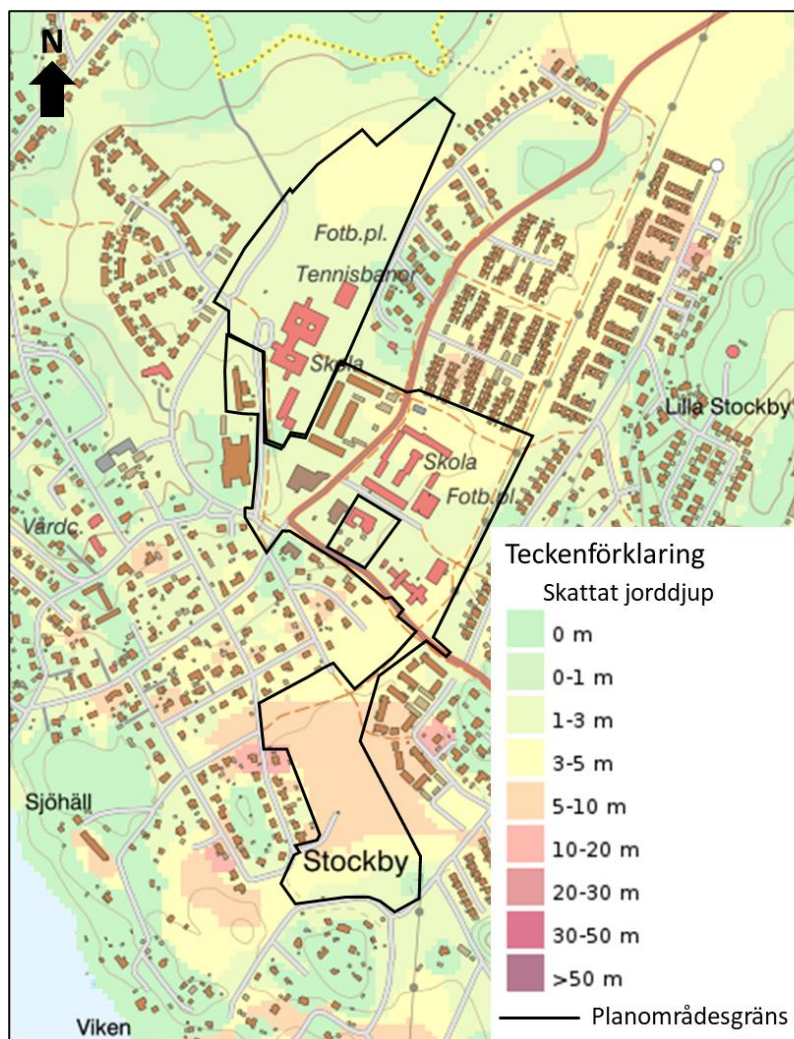 N
Fotb.pl.
Tennisbanor
Skola
Lilla Stockby
Skola
Fotb.pl.
Vårdc.
Sjöhäll
Stockby
Viken
Teckenförklaring
Skattat jorddjup
0 m
0-1 m
1-3 m
3-5 m
5-10 m
10-20 m
20-30 m
30-50 m
>50 m
Planområdesgräns